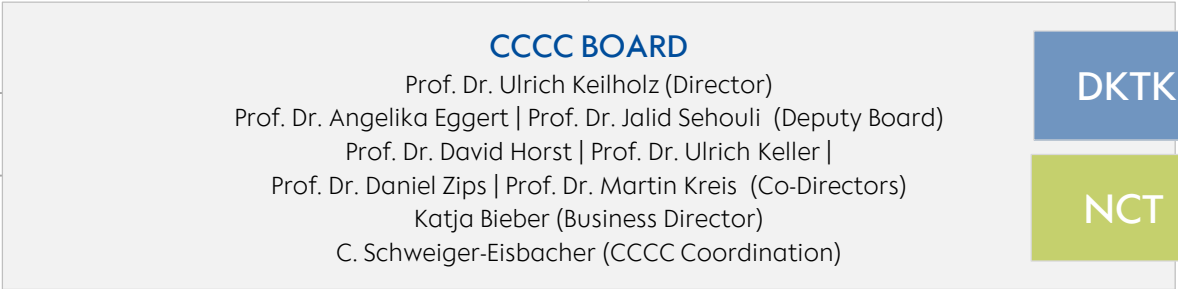 CCCC BOARD
Prof. Dr. Ulrich Keilholz (Director)
Prof. Dr. Angelika Eggert | Prof. Dr. Jalid Sehouli (Deputy Board)
Prof. Dr. David Horst | Prof. Dr. Ulrich Keller |
Prof. Dr. Daniel Zips | Prof. Dr. Martin Kreis (Co-Directors)
Katja Bieber (Business Director)
C. Schweiger-Eisbacher (CCCC Coordination)
DKTK
NCT